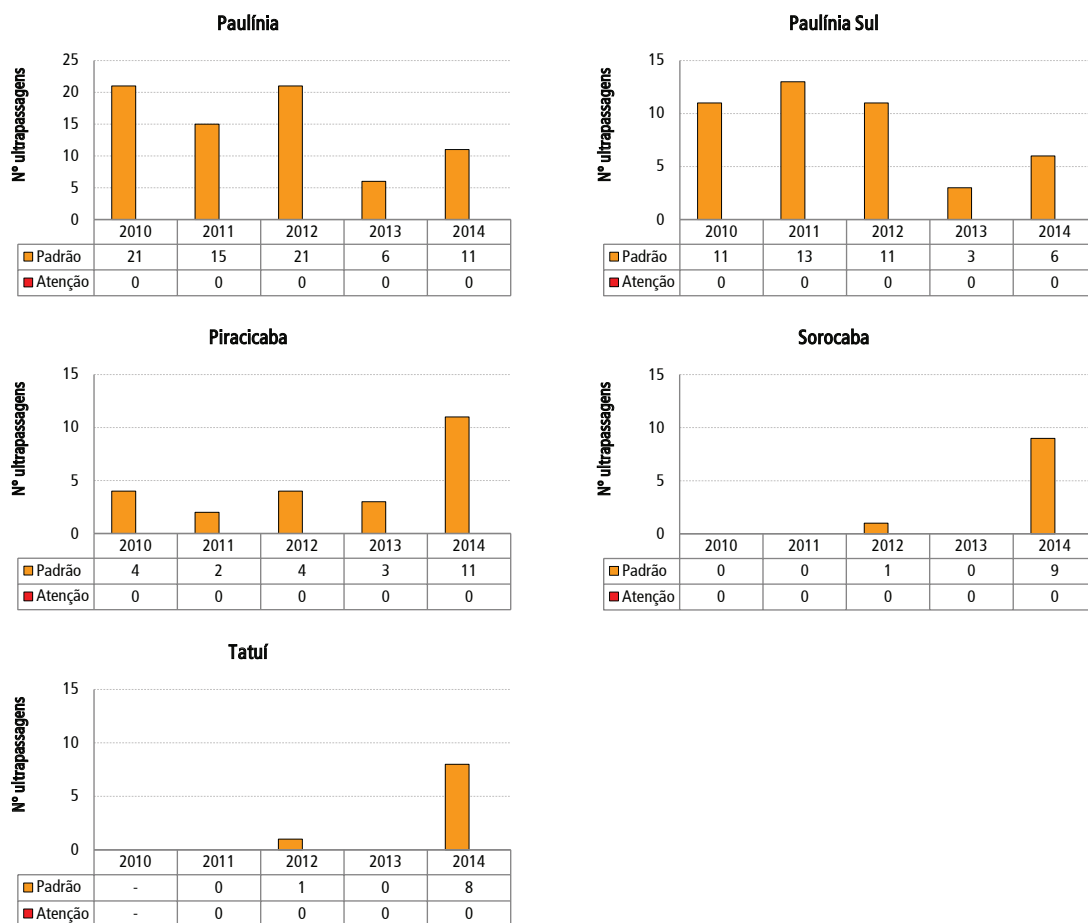 Paulínia
Nº ultrapassagens
25
20
15
10
5
0
2010 2011 2012 2013 2014
Padrão 21 15 21 6 11
Atenção 0 0 0 0 0
Paulínia Sul
Nº ultrapassagens
15
10
5
0
2010 2011 2012 2013 2014
Padrão 11 13 11 3 6
Atenção 0 0 0 0 0
Piracicaba
Nº ultrapassagens
15
10
5
0
2010 2011 2012 2013 2014
Padrão 4 2 4 3 11
Atenção 0 0 0 0 0
Sorocaba
Nº ultrapassagens
15
10
5
0
2010 2011 2012 2013 2014
Padrão 0 0 1 0 9
Atenção 0 0 0 0 0
Tatuí
Nº ultrapassagens
15
10
5
0
2010 2011 2012 2013 2014
Padrão - 0 1 0 8
Atenção - 0 0 0 0